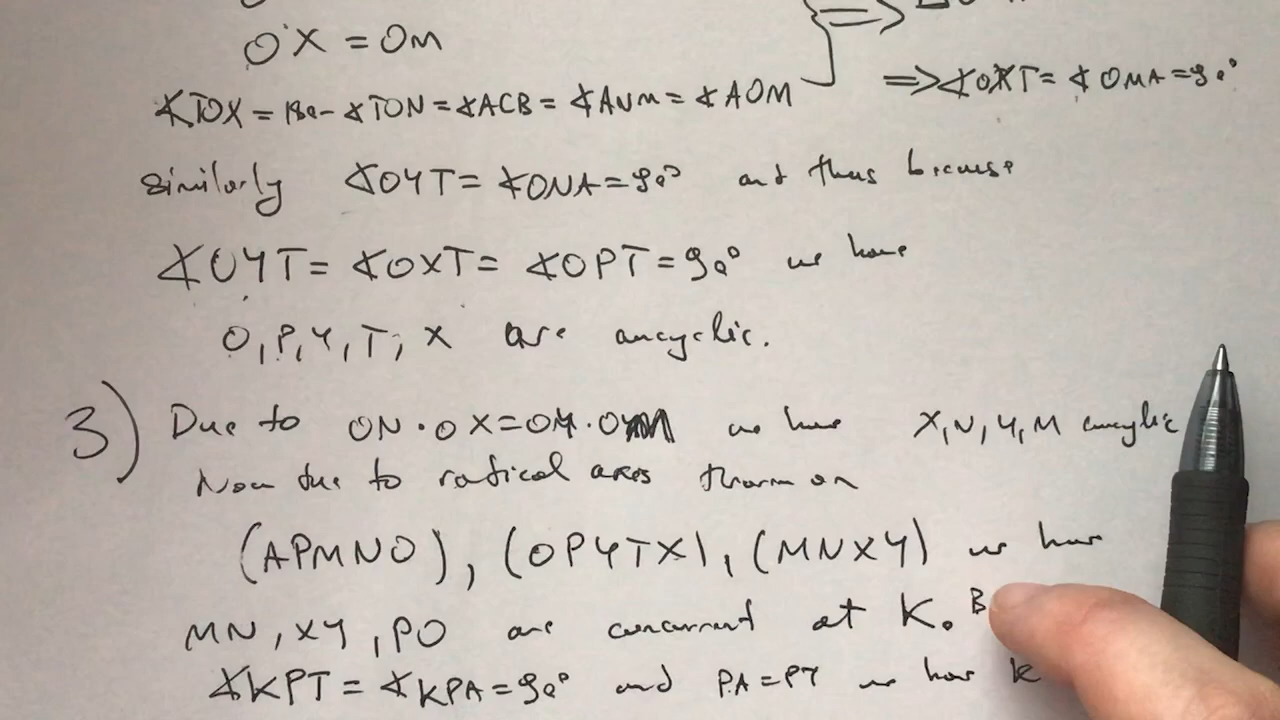 OX = OM
∢TOX = 180 - ∢TON = ∢ACB = ∢ANM = ∢AOM
=> ∢OXT = ∢OMA = 90°
similarly ∢OYT = ∢ONA = 90° and thus because
∢OYT = ∢OXT = ∢OPT = 90° we have
O, P, Y, T, X are concyclic.
3) Due to ON · OX = OY · OM we have X, N, Y, M concyclic
Now due to radical axes theorem on
(APMNO), (OPYTX), (MNXY) we have
MN, XY, PO are concurrent at K. B
∢KPT = ∢KPA = 90° and PA = PT we have K